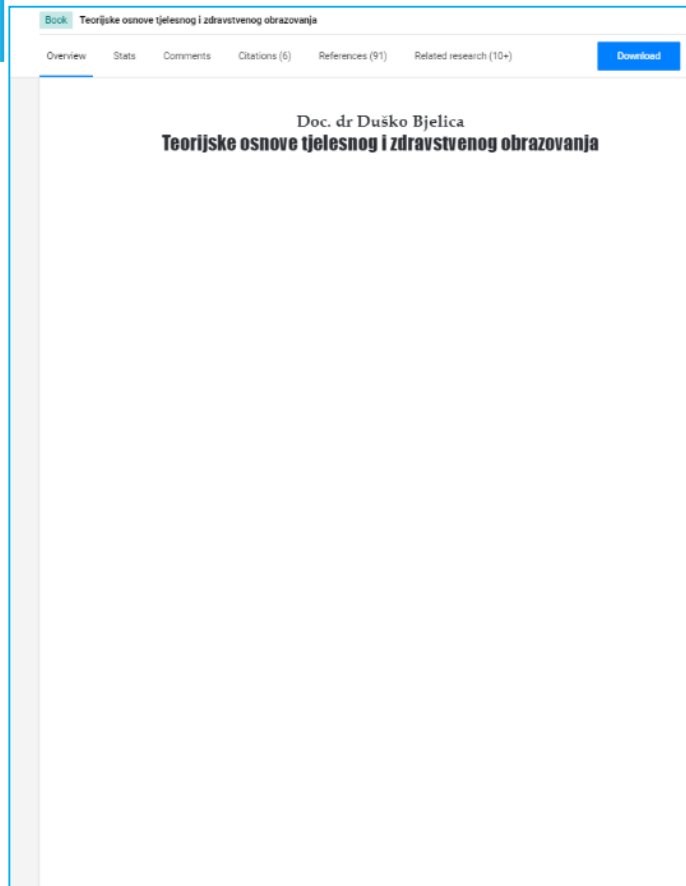 Book Teorijske osnove tjelesnog i zdravstvenog obrazovanja
Overview Stats Comments Citations (6) References (91) Related research (10+) Download
Doc. dr Duško Bjelica
Teorijske osnove tjelesnog i zdravstvenog obrazovanja